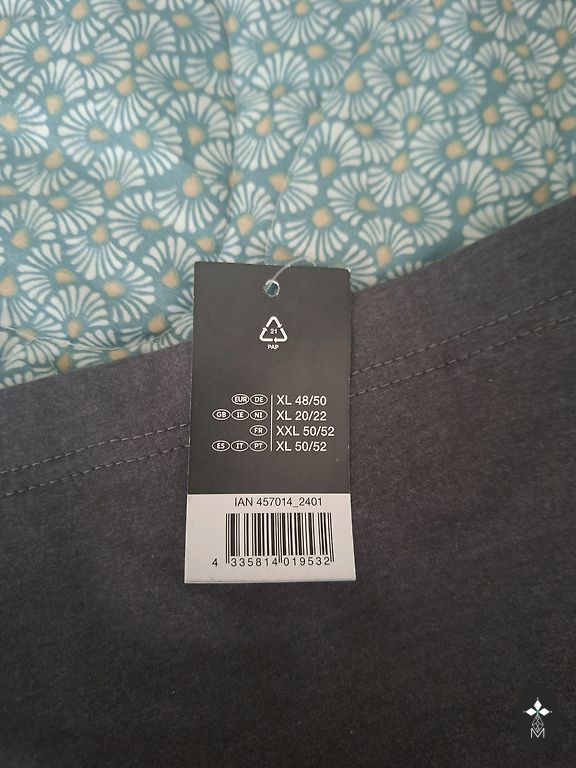 21
PAP
EUR DE XL 48/50
GB IE NI XL 20/22
FR XXL 50/52
ES IT PT XL 50/52
IAN 457014_2401
4 335814 019532
M